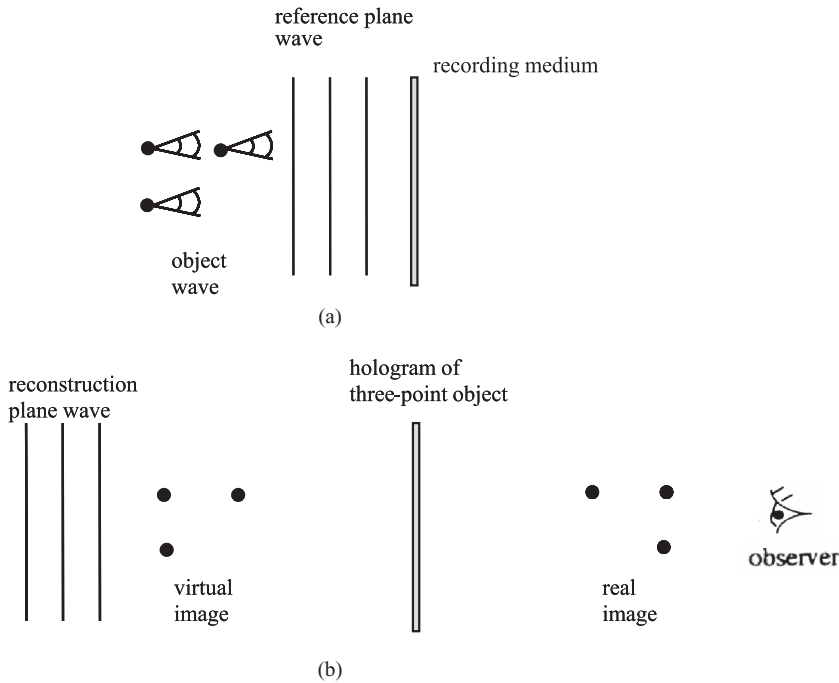 reference plane
wave
recording medium
object
wave
(a)
hologram of
three-point object
reconstruction
plane wave
virtual
image
real
image
observer
(b)